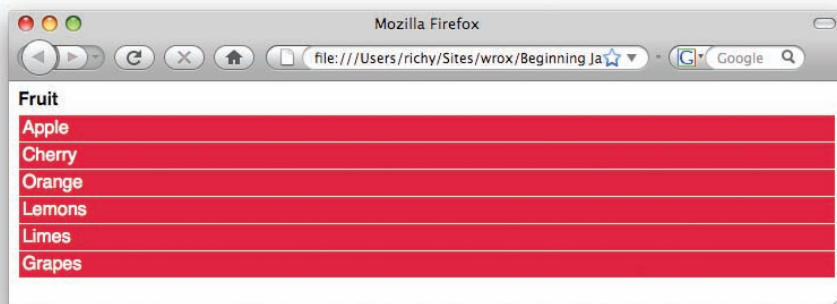 Mozilla Firefox
file:///Users/richy/Sites/wrox/Beginning Ja
G Google
Fruit
Apple
Cherry
Orange
Lemons
Limes
Grapes